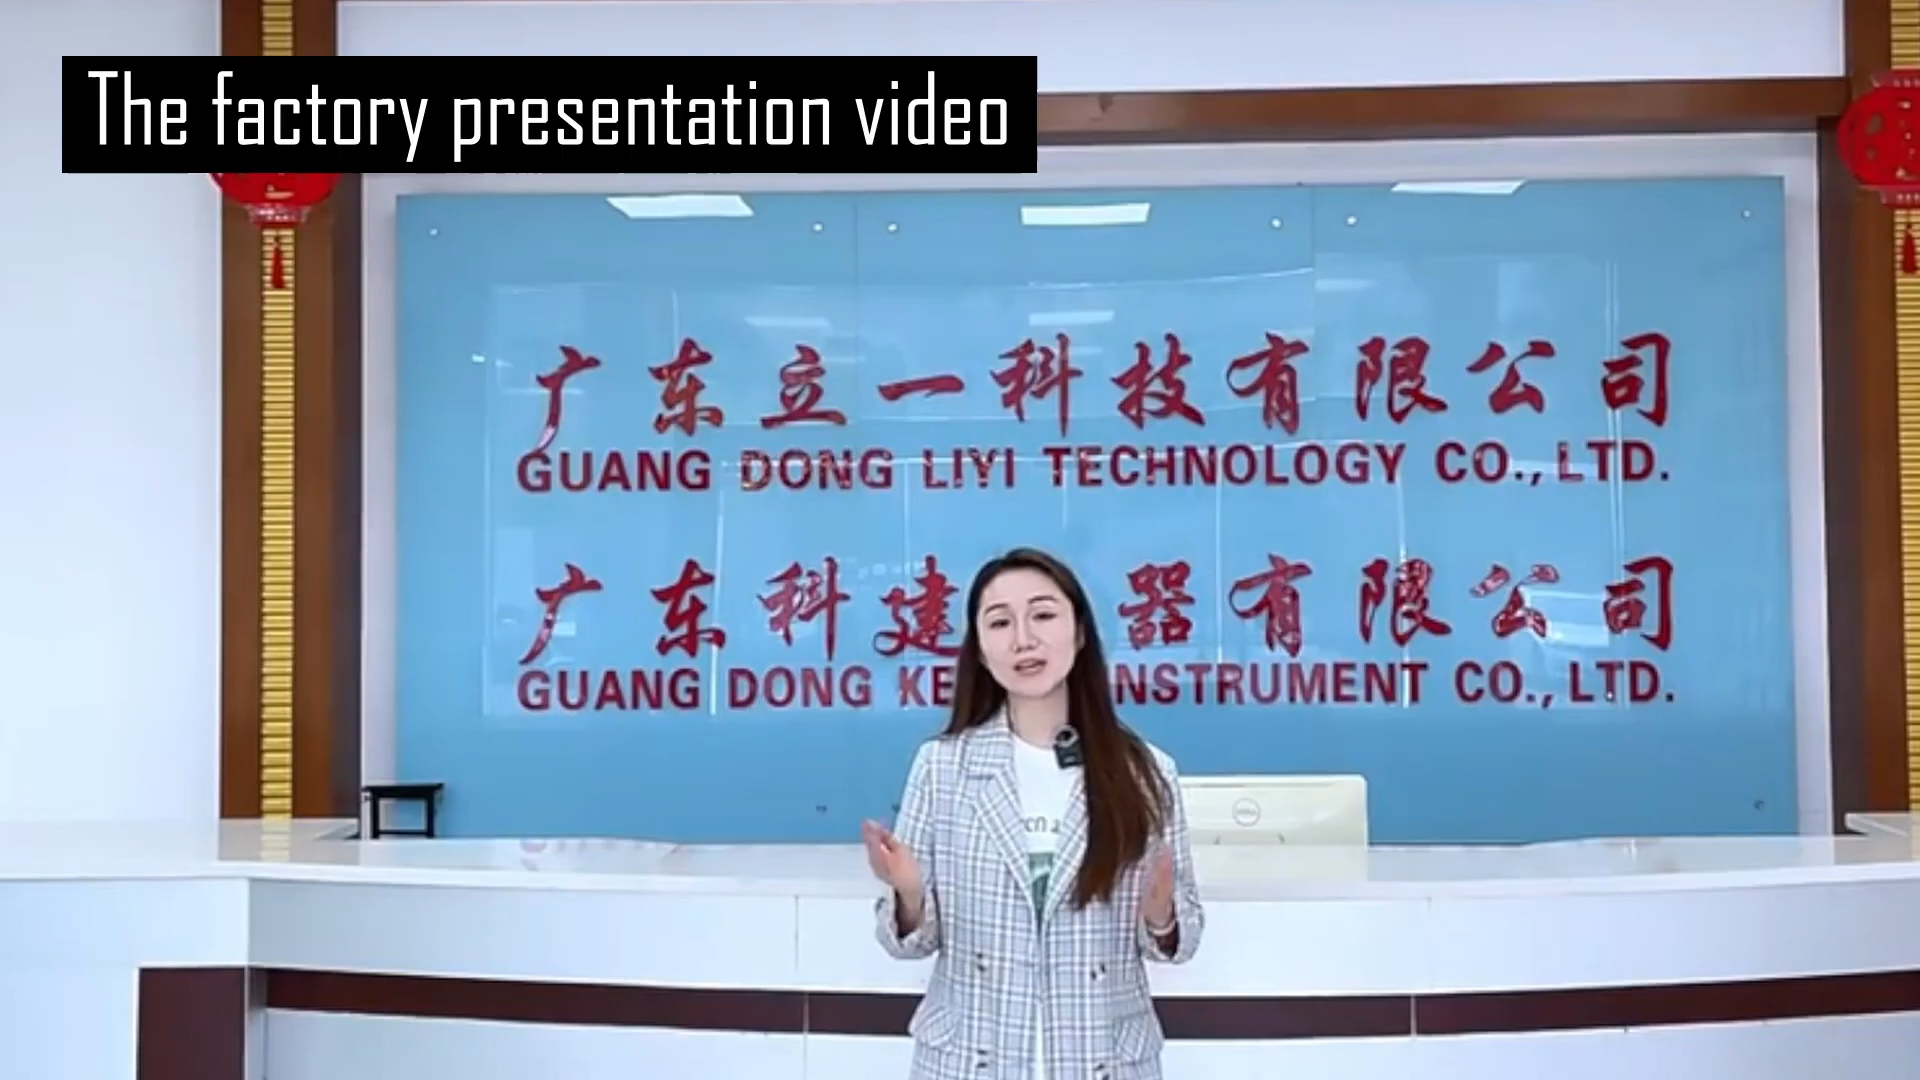 The factory presentation video
广东立一科技有限公司
GUANG DONG LIYI TECHNOLOGY CO., LTD.
广东科建 器有限公司
GUANG DONG KE NSTRUMENT CO., LTD.